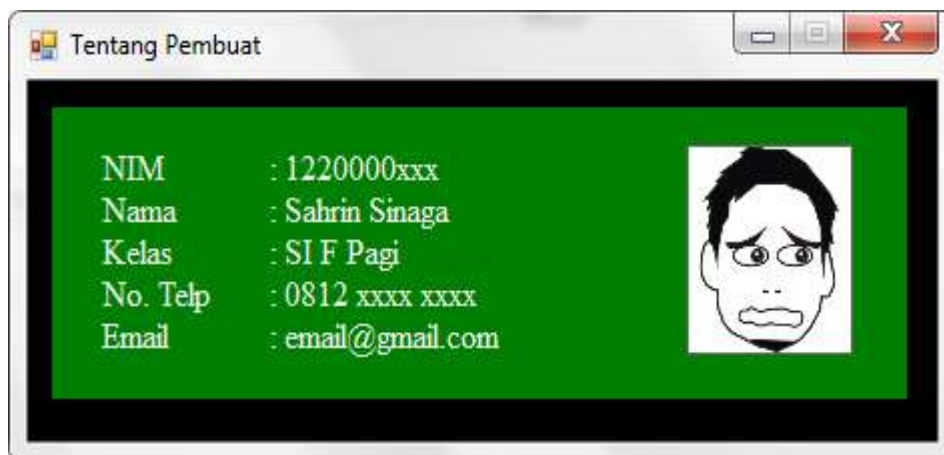 Tentang Pembuat
NIM : 1220000xxx
Nama : Sahrin Sinaga
Kelas : SI F Pagi
No. Telp : 0812 xxxx xxxx
Email : email@gmail.com